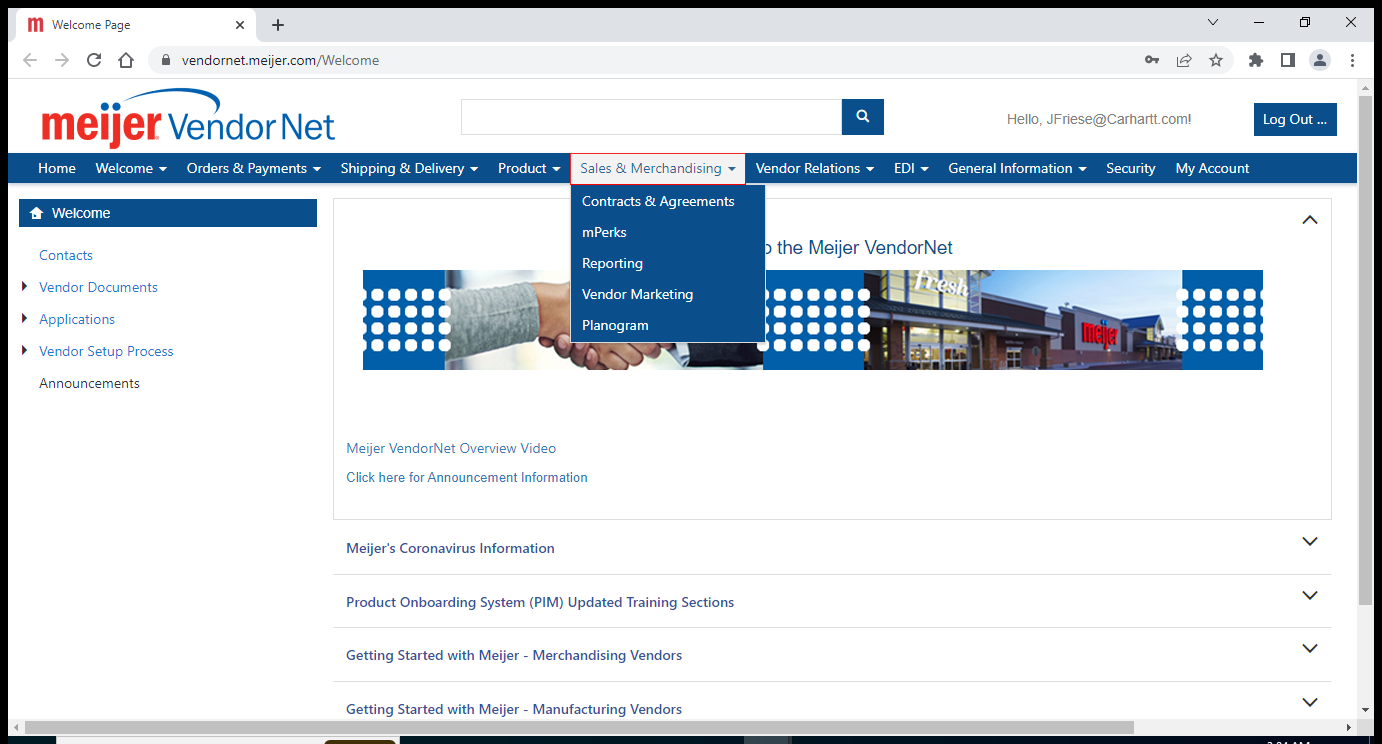 Welcome Page
vendornet.meijer.com/Welcome
meijer VendorNet
Hello, JFriese@Carhartt.com!
Log Out ...
Home Welcome Orders & Payments Shipping & Delivery Product Sales & Merchandising Vendor Relations EDI General Information Security My Account
Contracts & Agreements
mPerks
Reporting
Vendor Marketing
Planogram
Welcome
Contacts
Vendor Documents
Applications
Vendor Setup Process
Announcements
the Meijer VendorNet
fresh
meijer
Meijer VendorNet Overview Video
Click here for Announcement Information
Meijer's Coronavirus Information
Product Onboarding System (PIM) Updated Training Sections
Getting Started with Meijer - Merchandising Vendors
Getting Started with Meijer - Manufacturing Vendors